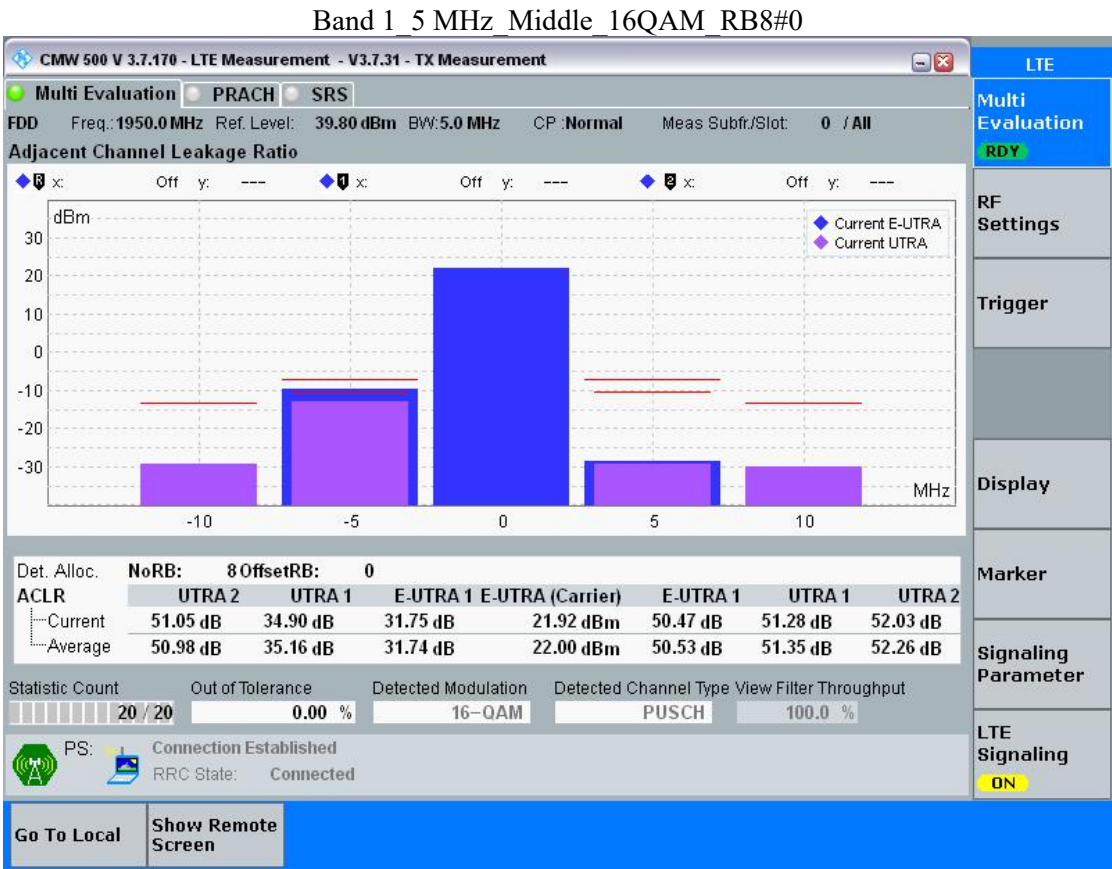 Band 1_5 MHz_Middle_16QAM_RB8#0
CMW 500 V 3.7.170 - LTE Measurement - V3.7.31 - TX Measurement
LTE
Multi Evaluation PRACH SRS
Multi Evaluation
RDY
FDD Freq.: 1950.0 MHz Ref. Level: 39.80 dBm BW: 5.0 MHz CP :Normal Meas Subfr./Slot: 0 / All
Adjacent Channel Leakage Ratio
R x: Off y: --- 1 x: Off y: --- 2 x: Off y: ---
dBm
Current E-UTRA
Current UTRA
30
20
10
0
-10
-20
-30
MHz
-10 -5 0 5 10
RF Settings
Trigger
Display
Marker
Signaling Parameter
LTE Signaling
ON
Det. Alloc. NoRB: 8 OffsetRB: 0
ACLR UTRA 2 UTRA 1 E-UTRA 1 E-UTRA (Carrier) E-UTRA 1 UTRA 1 UTRA 2
Current 51.05 dB 34.90 dB 31.75 dB 21.92 dBm 50.47 dB 51.28 dB 52.03 dB
Average 50.98 dB 35.16 dB 31.74 dB 22.00 dBm 50.53 dB 51.35 dB 52.26 dB
Statistic Count Out of Tolerance Detected Modulation Detected Channel Type View Filter Throughput
20 / 20 0.00 % 16-QAM PUSCH 100.0 %
PS: Connection Established
RRC State: Connected
Go To Local
Show Remote Screen